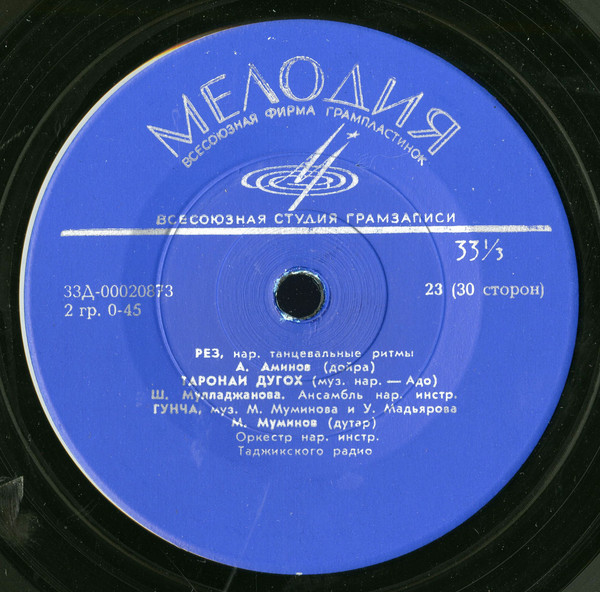 МЕЛОДИЯ
ВСЕСОЮЗНАЯ ФИРМА ГРАМПЛАСТИНОК
ВСЕСОЮЗНАЯ СТУДИЯ ГРАМЗАПИСИ
33⅓
33Д-00020873
23 (30 сторон)
2 гр. 0-45
РЕЗ, нар. танцевальные ритмы
А. Аминов (дойра)
ТАРОНАИ ДУГОХ (муз. нар. — Адо)
Ш. Мулладжанова. Ансамбль нар. инстр.
ГУНЧА, муз. М. Муминова и У. Мадьярова
М. Муминов (дутар)
Оркестр нар. инстр.
Таджикского радио